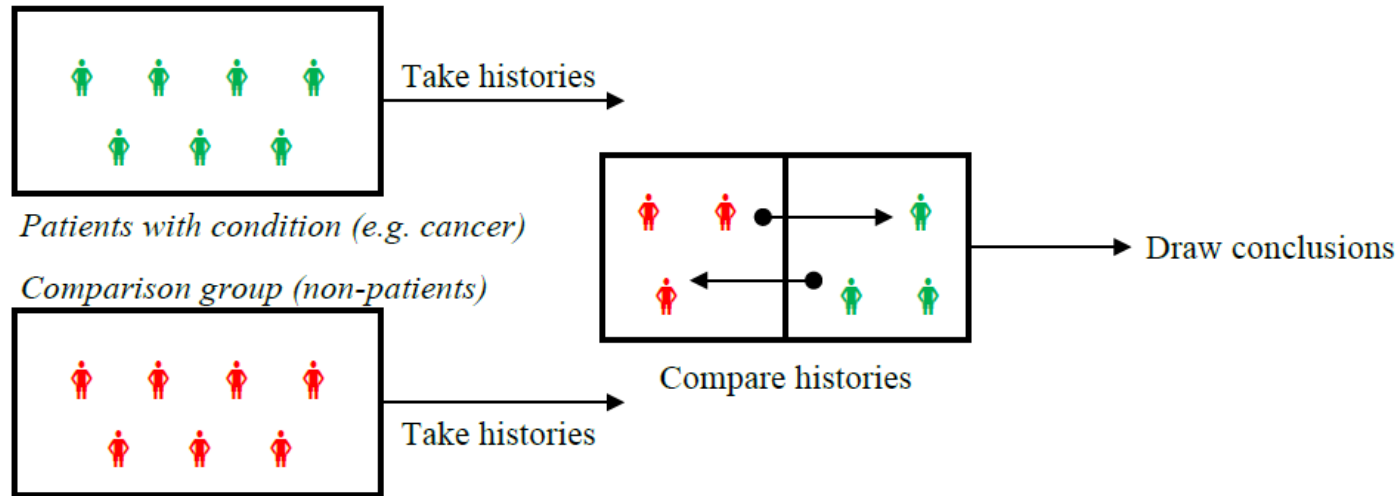 Take histories
Patients with condition (e.g. cancer)
Comparison group (non-patients)
Take histories
Compare histories
Draw conclusions